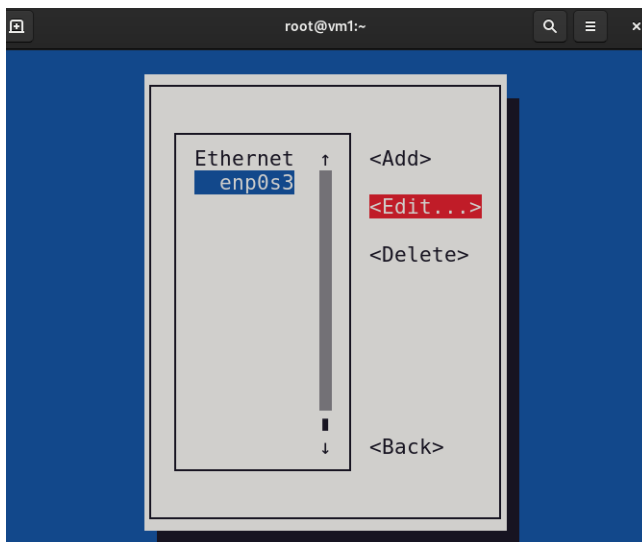 root@vm1:~
Ethernet ↑ <Add>
enp0s3
<Edit...>
<Delete>
↓ <Back>